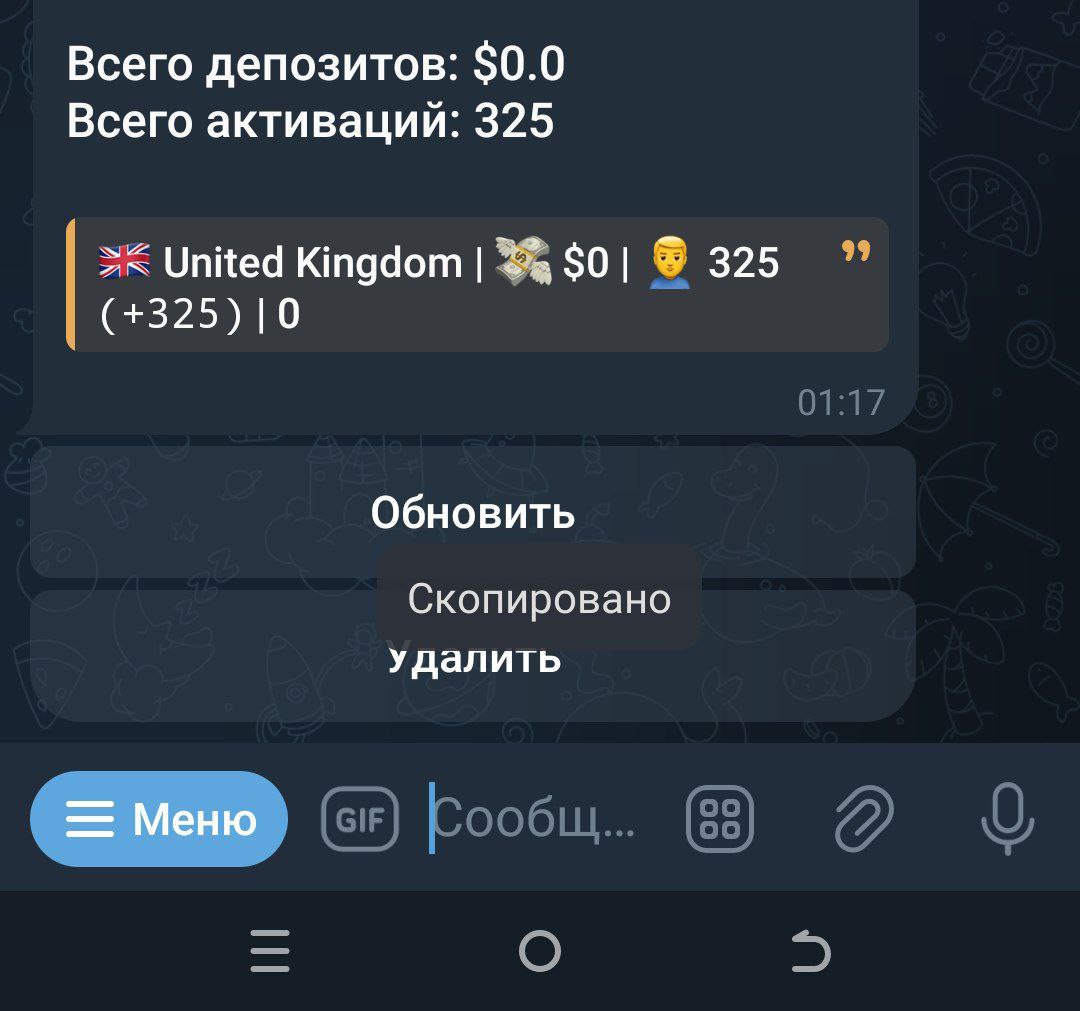 Всего депозитов: $0.0
Всего активаций: 325
🇬🇧 United Kingdom | 💸 $0 | 👨 325
(+325) | 0
01:17
Обновить
Скопировано
Удалить
Меню
GIF
Сообщ...